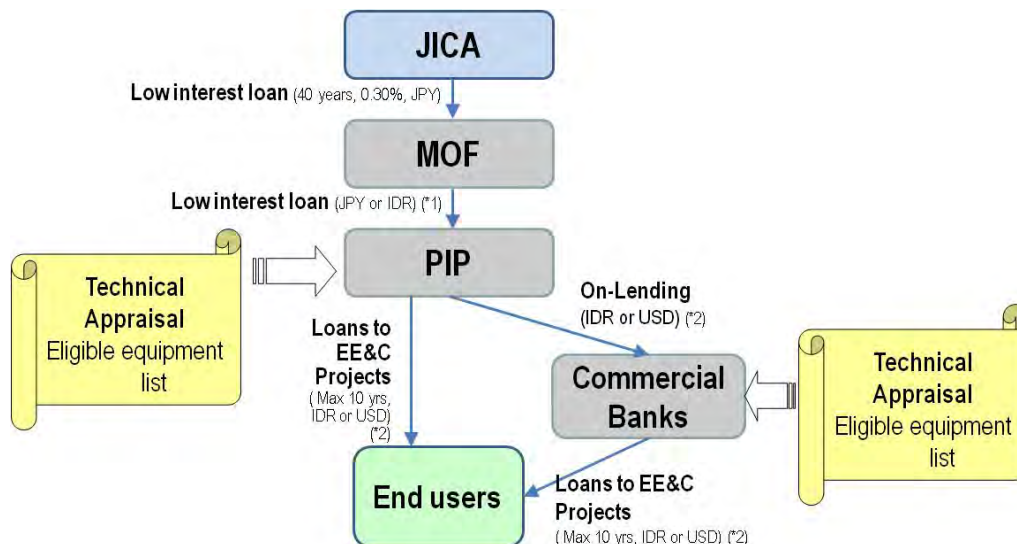 JICA
Low interest loan (40 years, 0.30%, JPY)
MOF
Low interest loan (JPY or IDR) (*1)
PIP
Technical
Appraisal
Eligible equipment
list
On-Lending
(IDR or USD) (*2)
Loans to
EE&C
Projects
( Max 10 yrs,
IDR or USD)
(*2)
Commercial
Banks
Technical
Appraisal
Eligible equipment
list
End users
Loans to EE&C
Projects
( Max 10 yrs, IDR or USD) (*2)